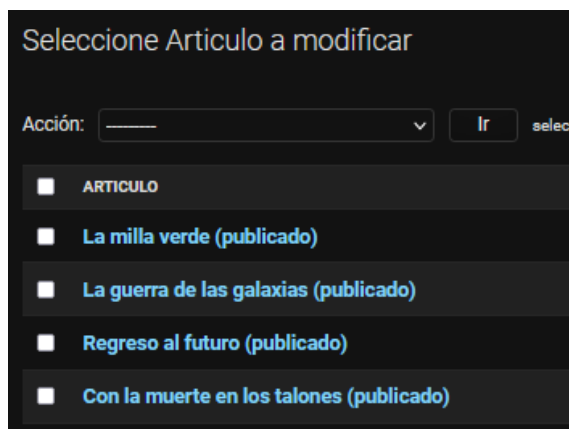 Seleccione Articulo a modificar
Acción: --------- Ir selec
ARTICULO
La milla verde (publicado)
La guerra de las galaxias (publicado)
Regreso al futuro (publicado)
Con la muerte en los talones (publicado)